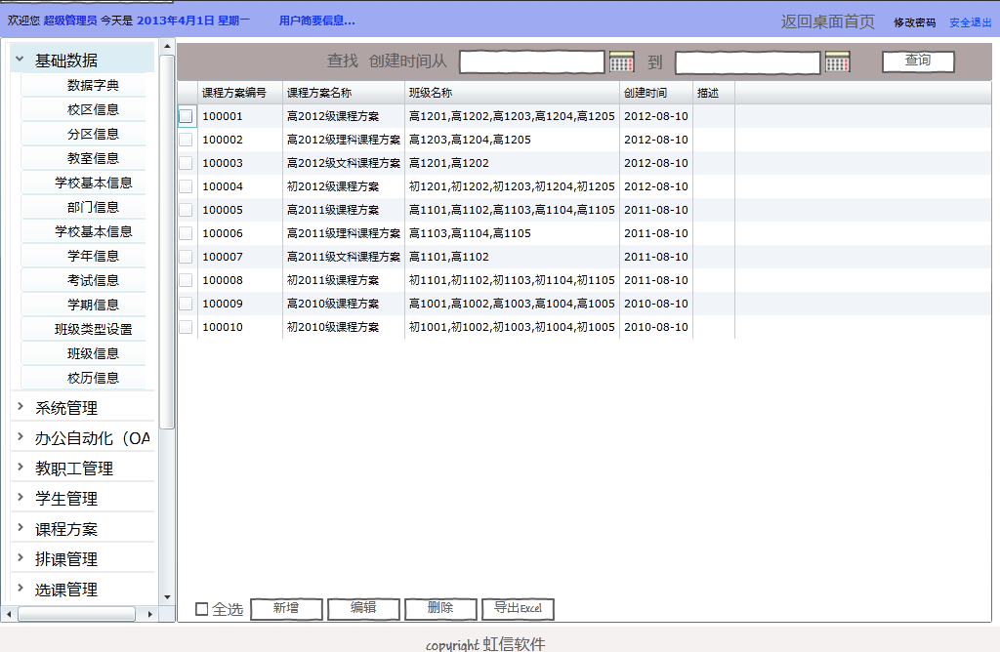 欢迎您 超级管理员 今天是 2013年4月1日 星期一 用户简要信息... 返回桌面首页 修改密码 安全退出
基础数据
数据字典
校区信息
分区信息
教室信息
学校基本信息
部门信息
学校基本信息
学年信息
考试信息
学期信息
班级类型设置
班级信息
校历信息
系统管理
办公自动化（OA
教职工管理
学生管理
课程方案
排课管理
选课管理
查找 创建时间从 到 查询
课程方案编号 课程方案名称 班级名称 创建时间 描述
100001 高2012级课程方案 高1201,高1202,高1203,高1204,高1205 2012-08-10
100002 高2012级理科课程方案 高1203,高1204,高1205 2012-08-10
100003 高2012级文科课程方案 高1201,高1202 2012-08-10
100004 初2012级课程方案 初1201,初1202,初1203,初1204,初1205 2012-08-10
100005 高2011级课程方案 高1101,高1102,高1103,高1104,高1105 2011-08-10
100006 高2011级理科课程方案 高1103,高1104,高1105 2011-08-10
100007 高2011级文科课程方案 高1101,高1102 2011-08-10
100008 初2011级课程方案 初1101,初1102,初1103,初1104,初1105 2011-08-10
100009 高2010级课程方案 高1001,高1002,高1003,高1004,高1005 2010-08-10
100010 初2010级课程方案 初1001,初1002,初1003,初1004,初1005 2010-08-10
全选 新增 编辑 删除 导出Excel
copyright 虹信软件